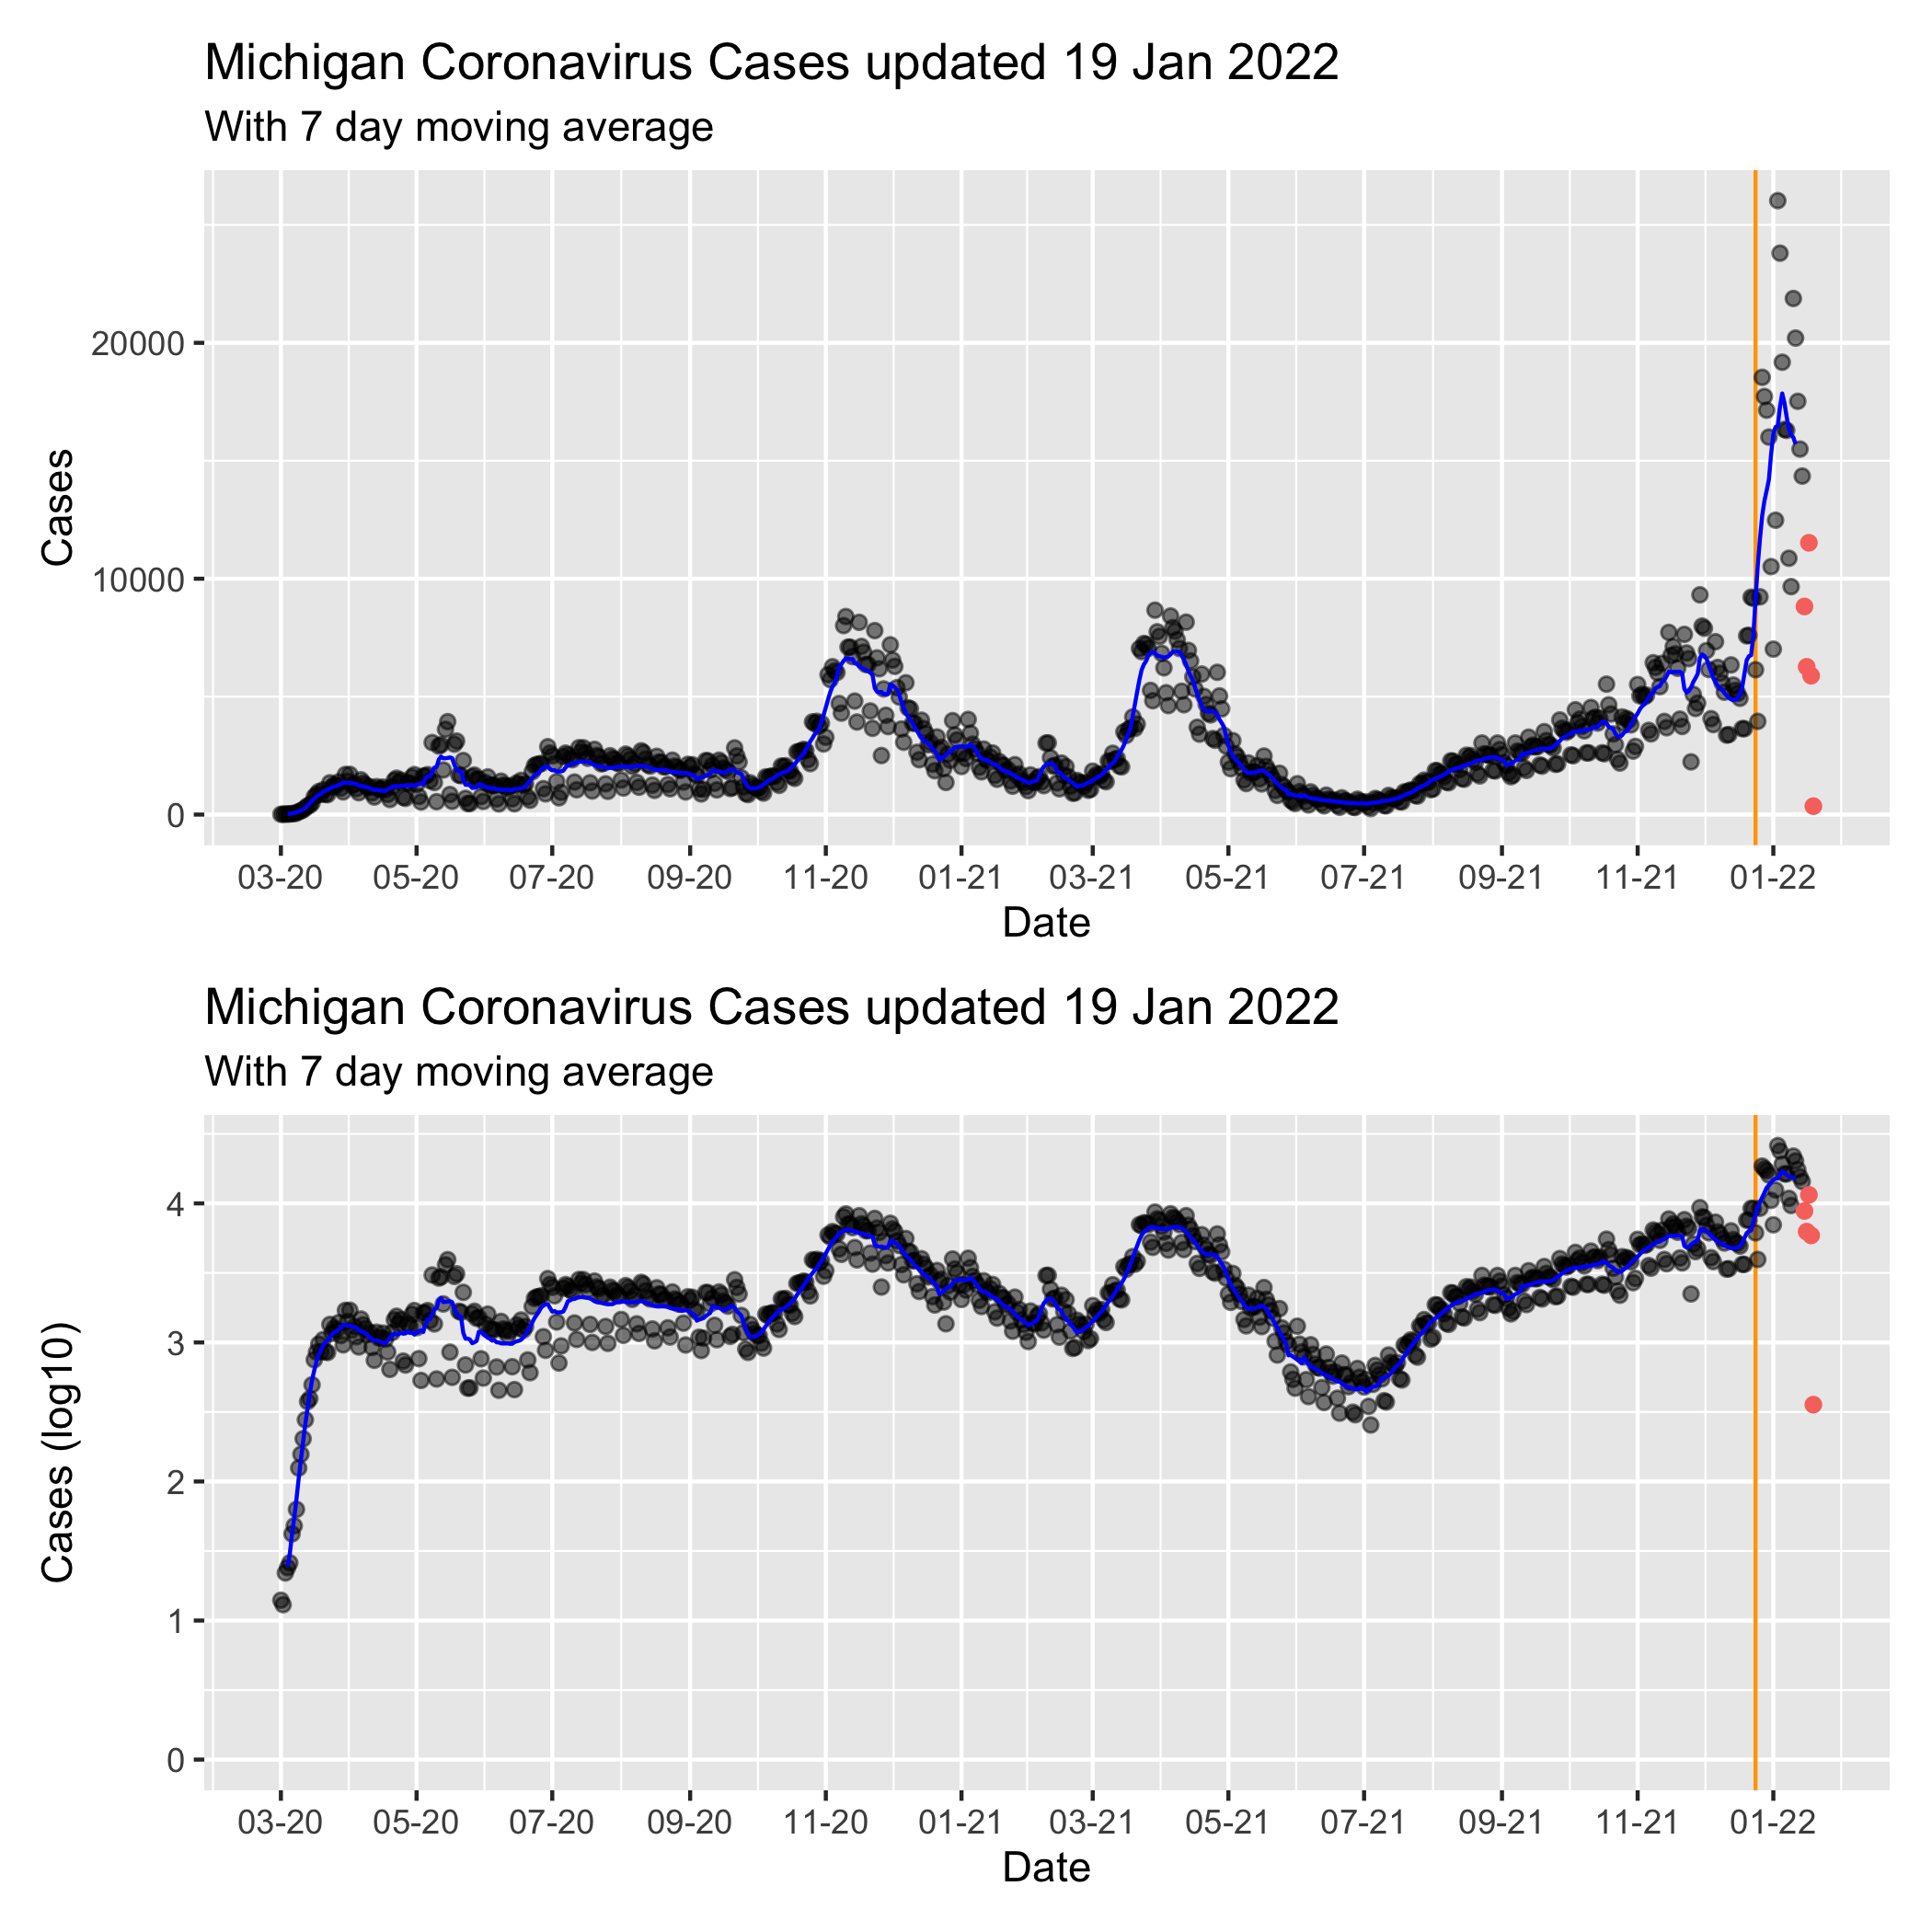 Michigan Coronavirus Cases updated 19 Jan 2022
With 7 day moving average
Cases
20000
10000
0
03-20 05-20 07-20 09-20 11-20 01-21 03-21 05-21 07-21 09-21 11-21 01-22
Date
Michigan Coronavirus Cases updated 19 Jan 2022
With 7 day moving average
Cases (log10)
4
3
2
1
0
03-20 05-20 07-20 09-20 11-20 01-21 03-21 05-21 07-21 09-21 11-21 01-22
Date